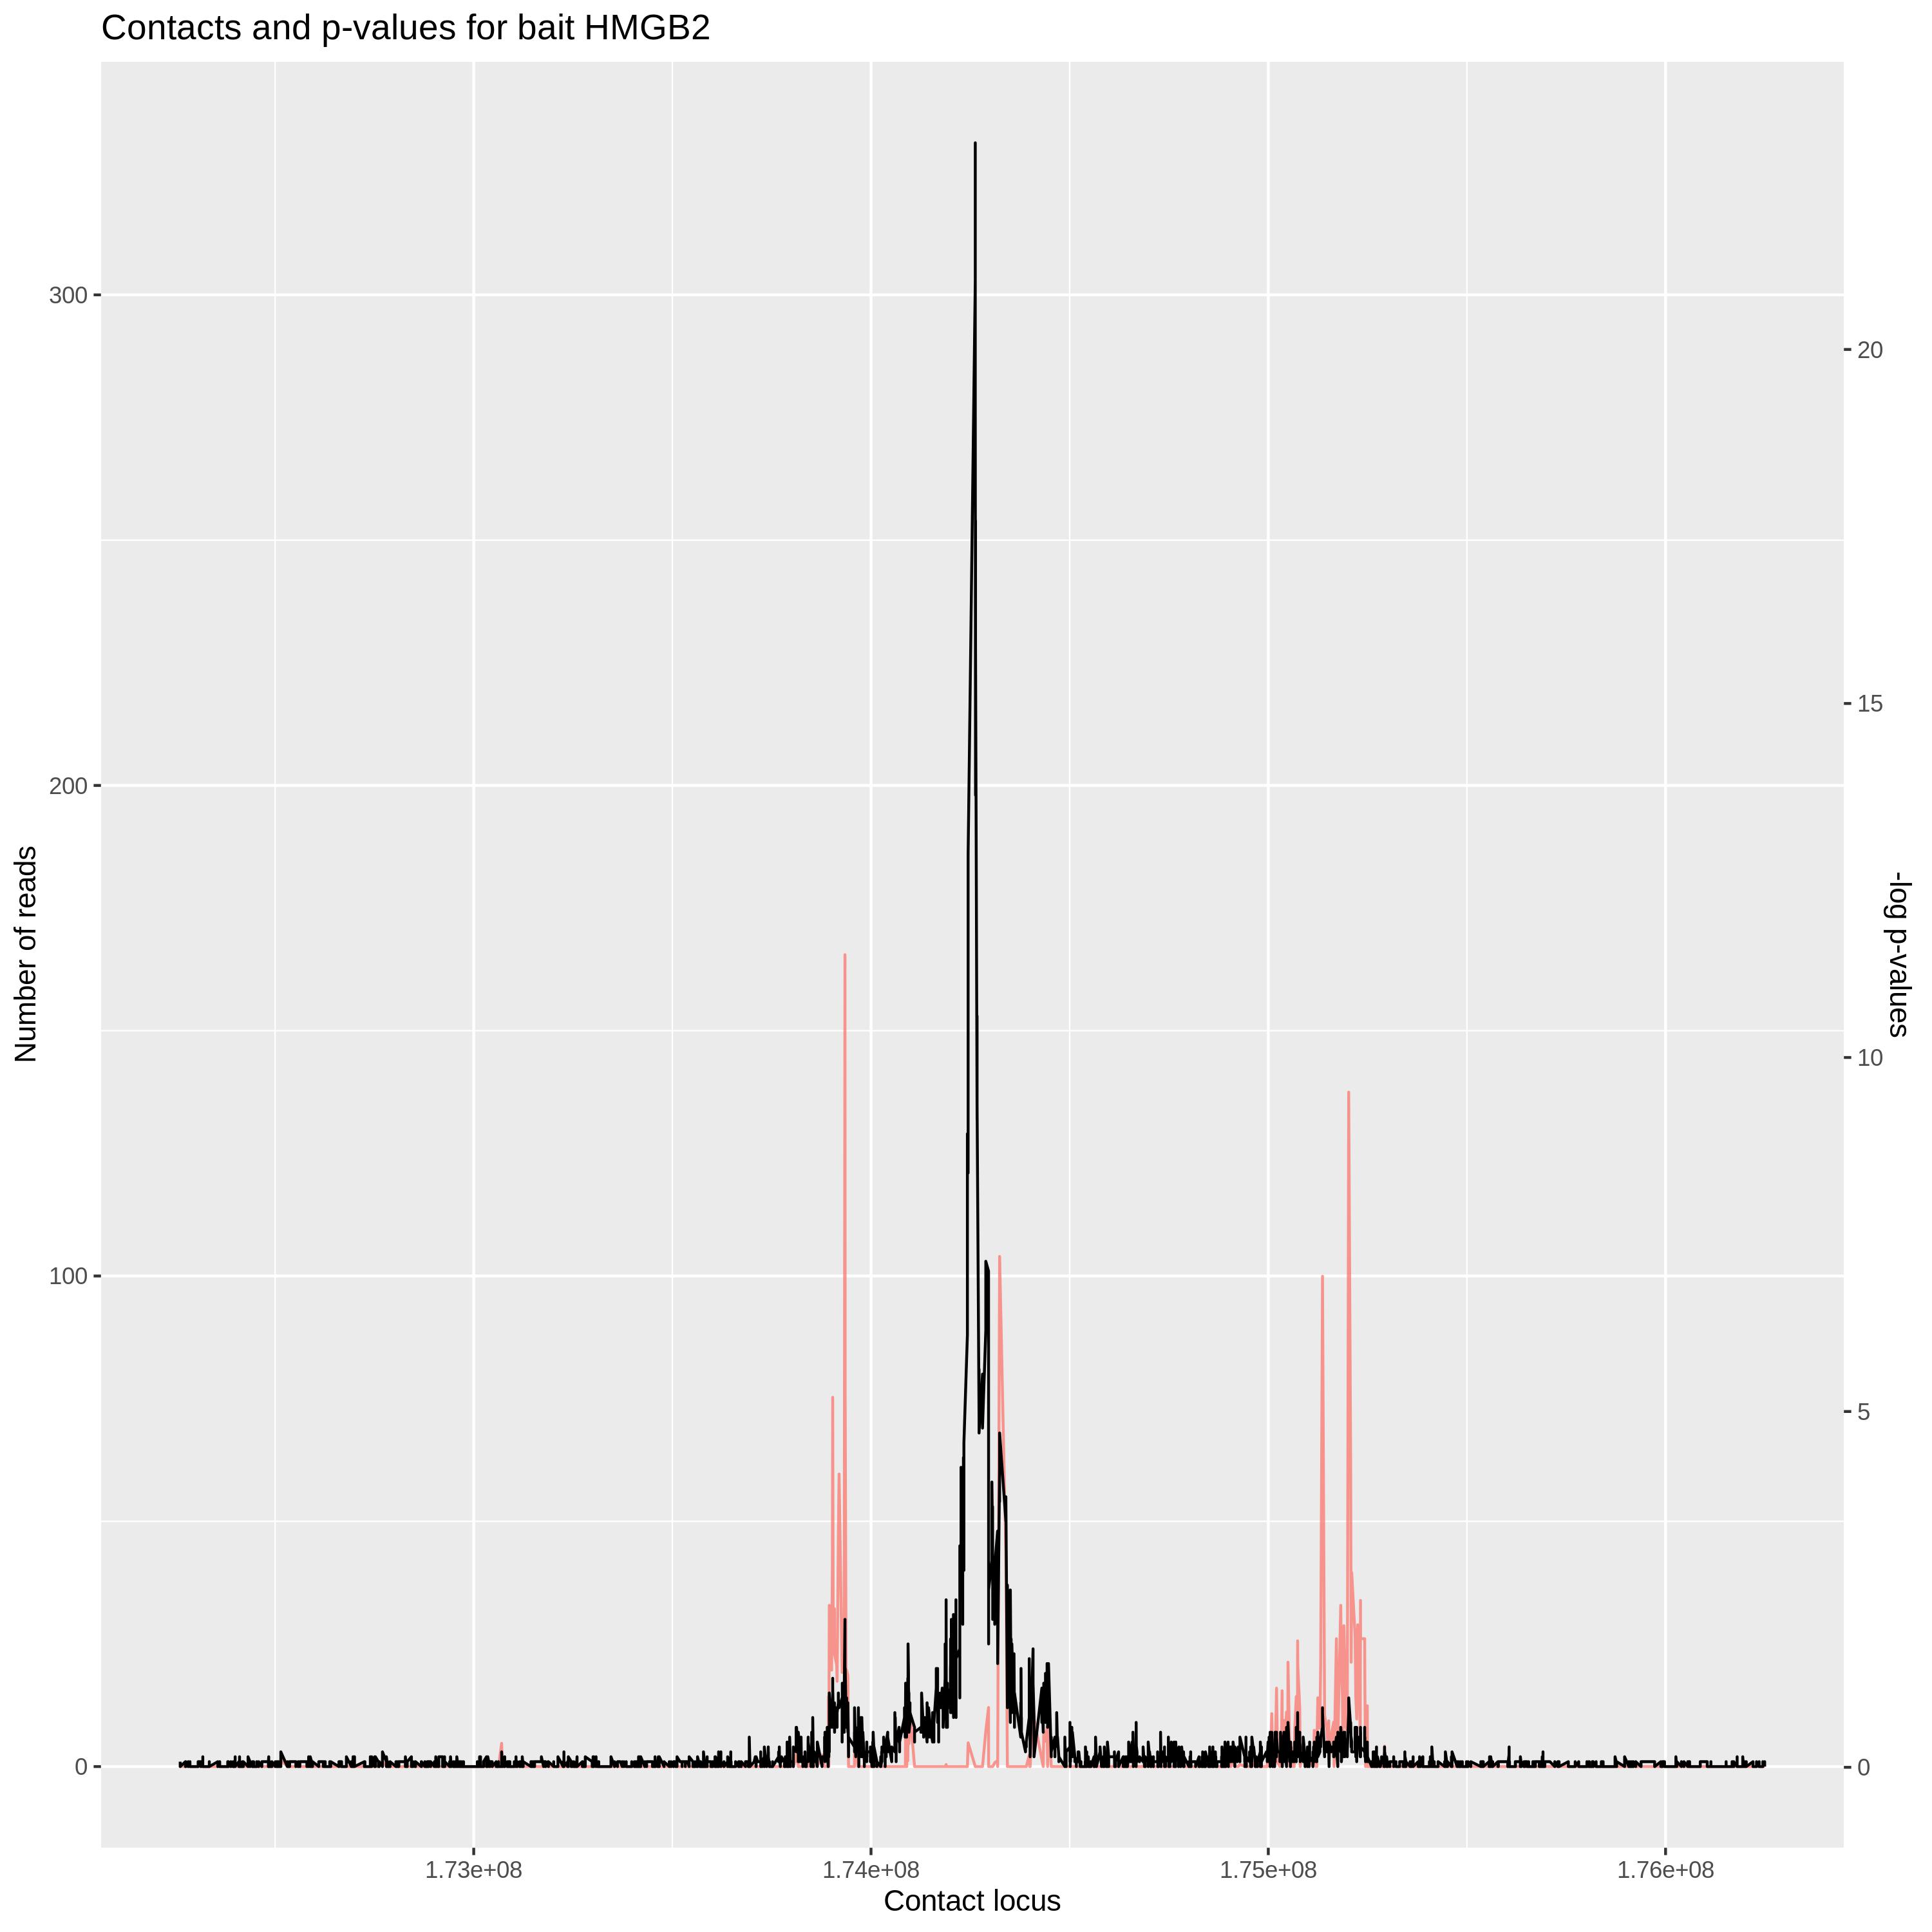 Contacts and p-values for bait HMGB2
Number of reads
300
200
100
0
20
15
10
5
0
-log p-values
1.73e+08
1.74e+08
1.75e+08
1.76e+08
Contact locus